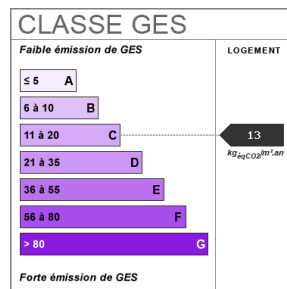 CLASSE GES
Faible émission de GES
LOGEMENT
≤ 5 A
6 à 10 B
11 à 20 C
13
kgéqCO2/m².an
21 à 35 D
36 à 55 E
56 à 80 F
> 80 G
Forte émission de GES